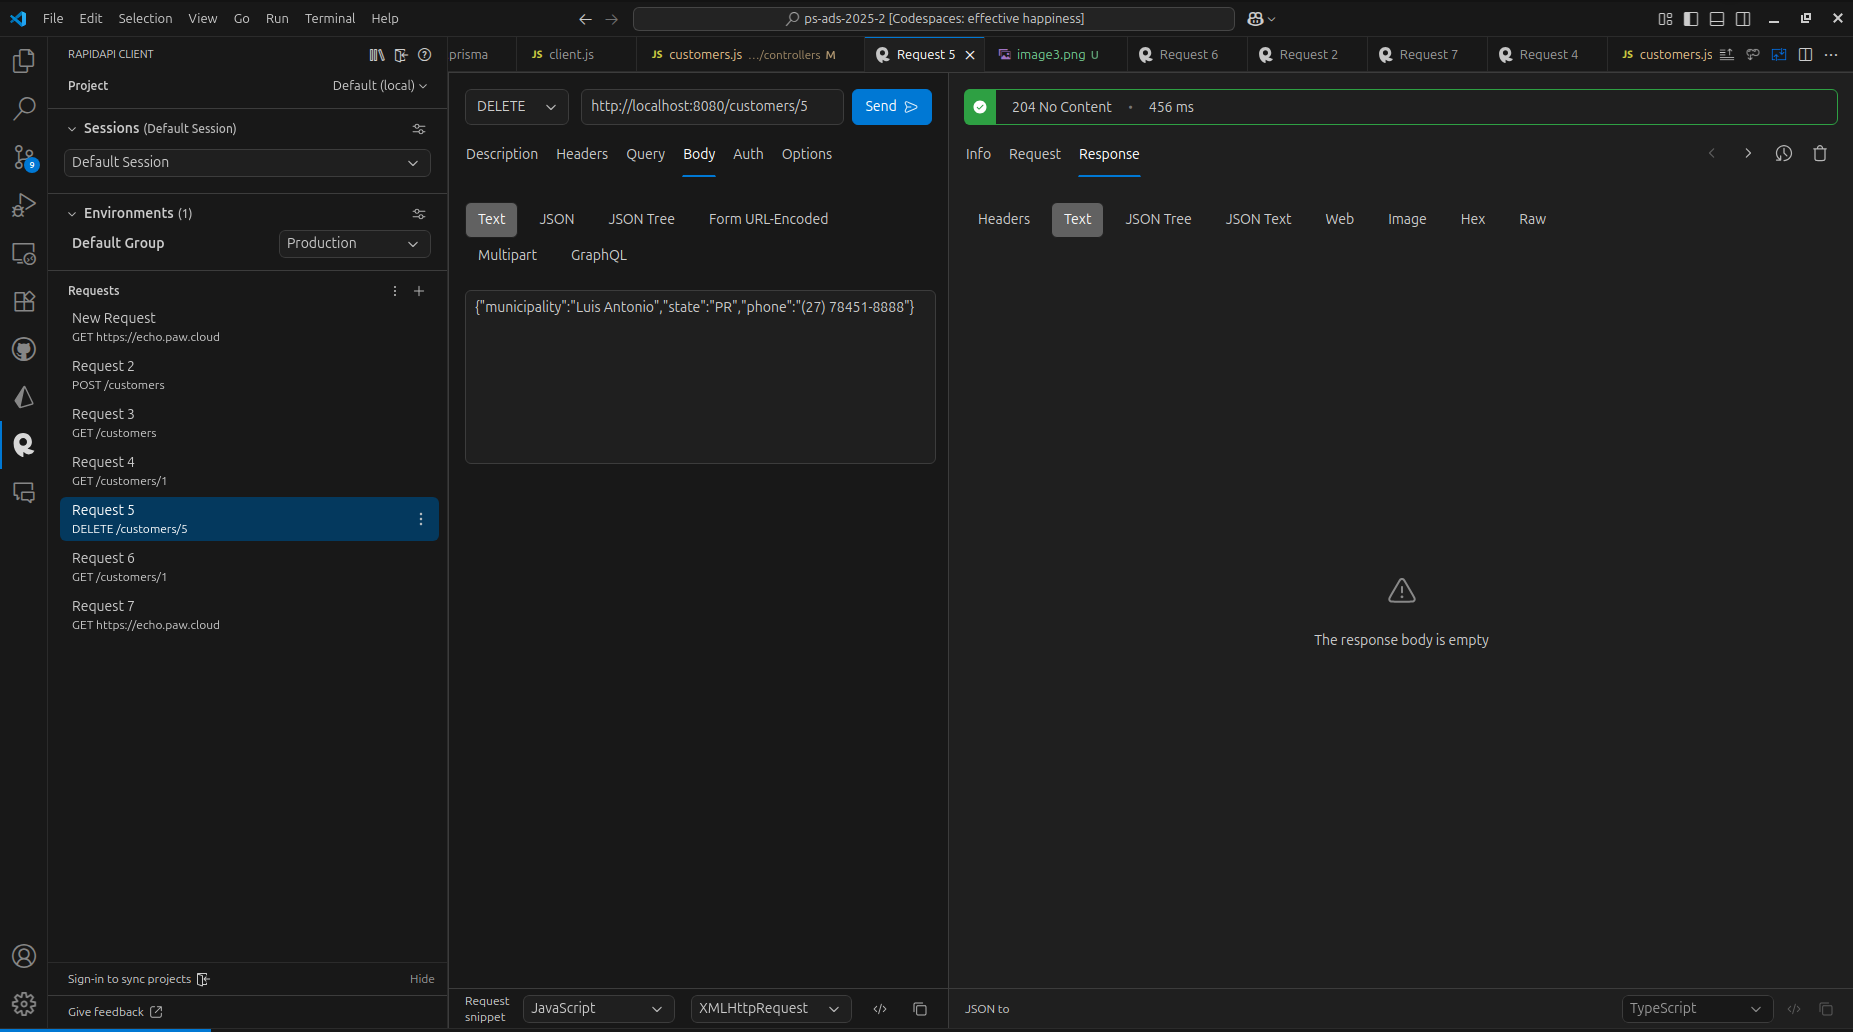 File Edit Selection View Go Run Terminal Help
ps-ads-2025-2 [Codespaces: effective happiness]
RAPIDAPI CLIENT
prisma
JS client.js
JS customers.js .../controllers M
Request 5
image3.png U
Request 6
Request 2
Request 7
Request 4
JS customers.js
Project Default (local)
Sessions (Default Session)
Default Session
9
Environments (1)
Default Group Production
Requests
New Request
GET https://echo.paw.cloud
Request 2
POST /customers
Request 3
GET /customers
Request 4
GET /customers/1
Request 5
DELETE /customers/5
Request 6
GET /customers/1
Request 7
GET https://echo.paw.cloud
Sign-in to sync projects Hide
Give feedback
DELETE http://localhost:8080/customers/5 Send
Description Headers Query Body Auth Options
Text JSON JSON Tree Form URL-Encoded
Multipart GraphQL
{"municipality":"Luis Antonio","state":"PR","phone":"(27) 78451-8888"}
Request
snippet
JavaScript XMLHttpRequest
204 No Content • 456 ms
Info Request Response
Headers Text JSON Tree JSON Text Web Image Hex Raw
The response body is empty
JSON to TypeScript